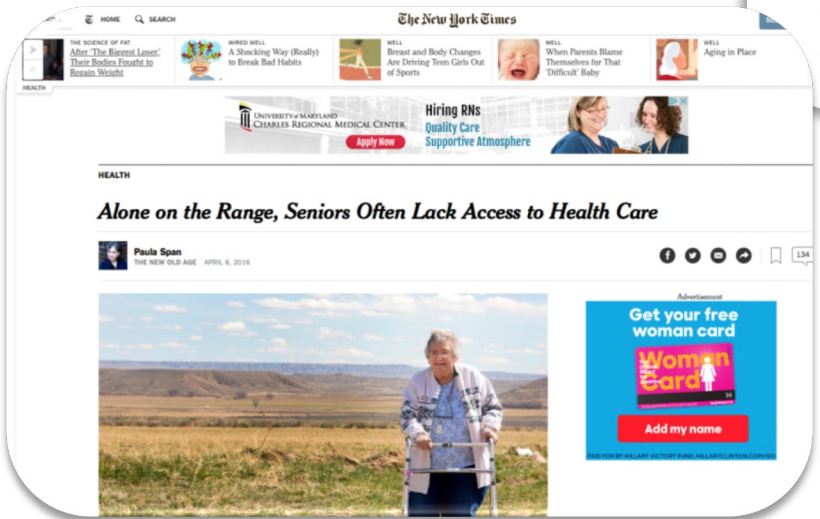 HOME
SEARCH
The New York Times
THE SCIENCE OF FAT
After 'The Biggest Loser,'
Their Bodies Fought to
Regain Weight
WIRED WELL
A Shocking Way (Really)
to Break Bad Habits
WELL
Breast and Body Changes
Are Driving Teen Girls Out
of Sports
WELL
When Parents Blame
Themselves for That
'Difficult' Baby
WELL
Aging in Place
HEALTH
UNIVERSITY of MARYLAND
CHARLES REGIONAL MEDICAL CENTER
Apply Now
Hiring RNs
Quality Care
Supportive Atmosphere
HEALTH
Alone on the Range, Seniors Often Lack Access to Health Care
Paula Span
THE NEW OLD AGE APRIL 8, 2016
134
Advertisement
Get your free
woman card
Woman
Card
Add my name
PAID FOR BY HILLARY VICTORY FUND. HILLARYCLINTON.COM/GO